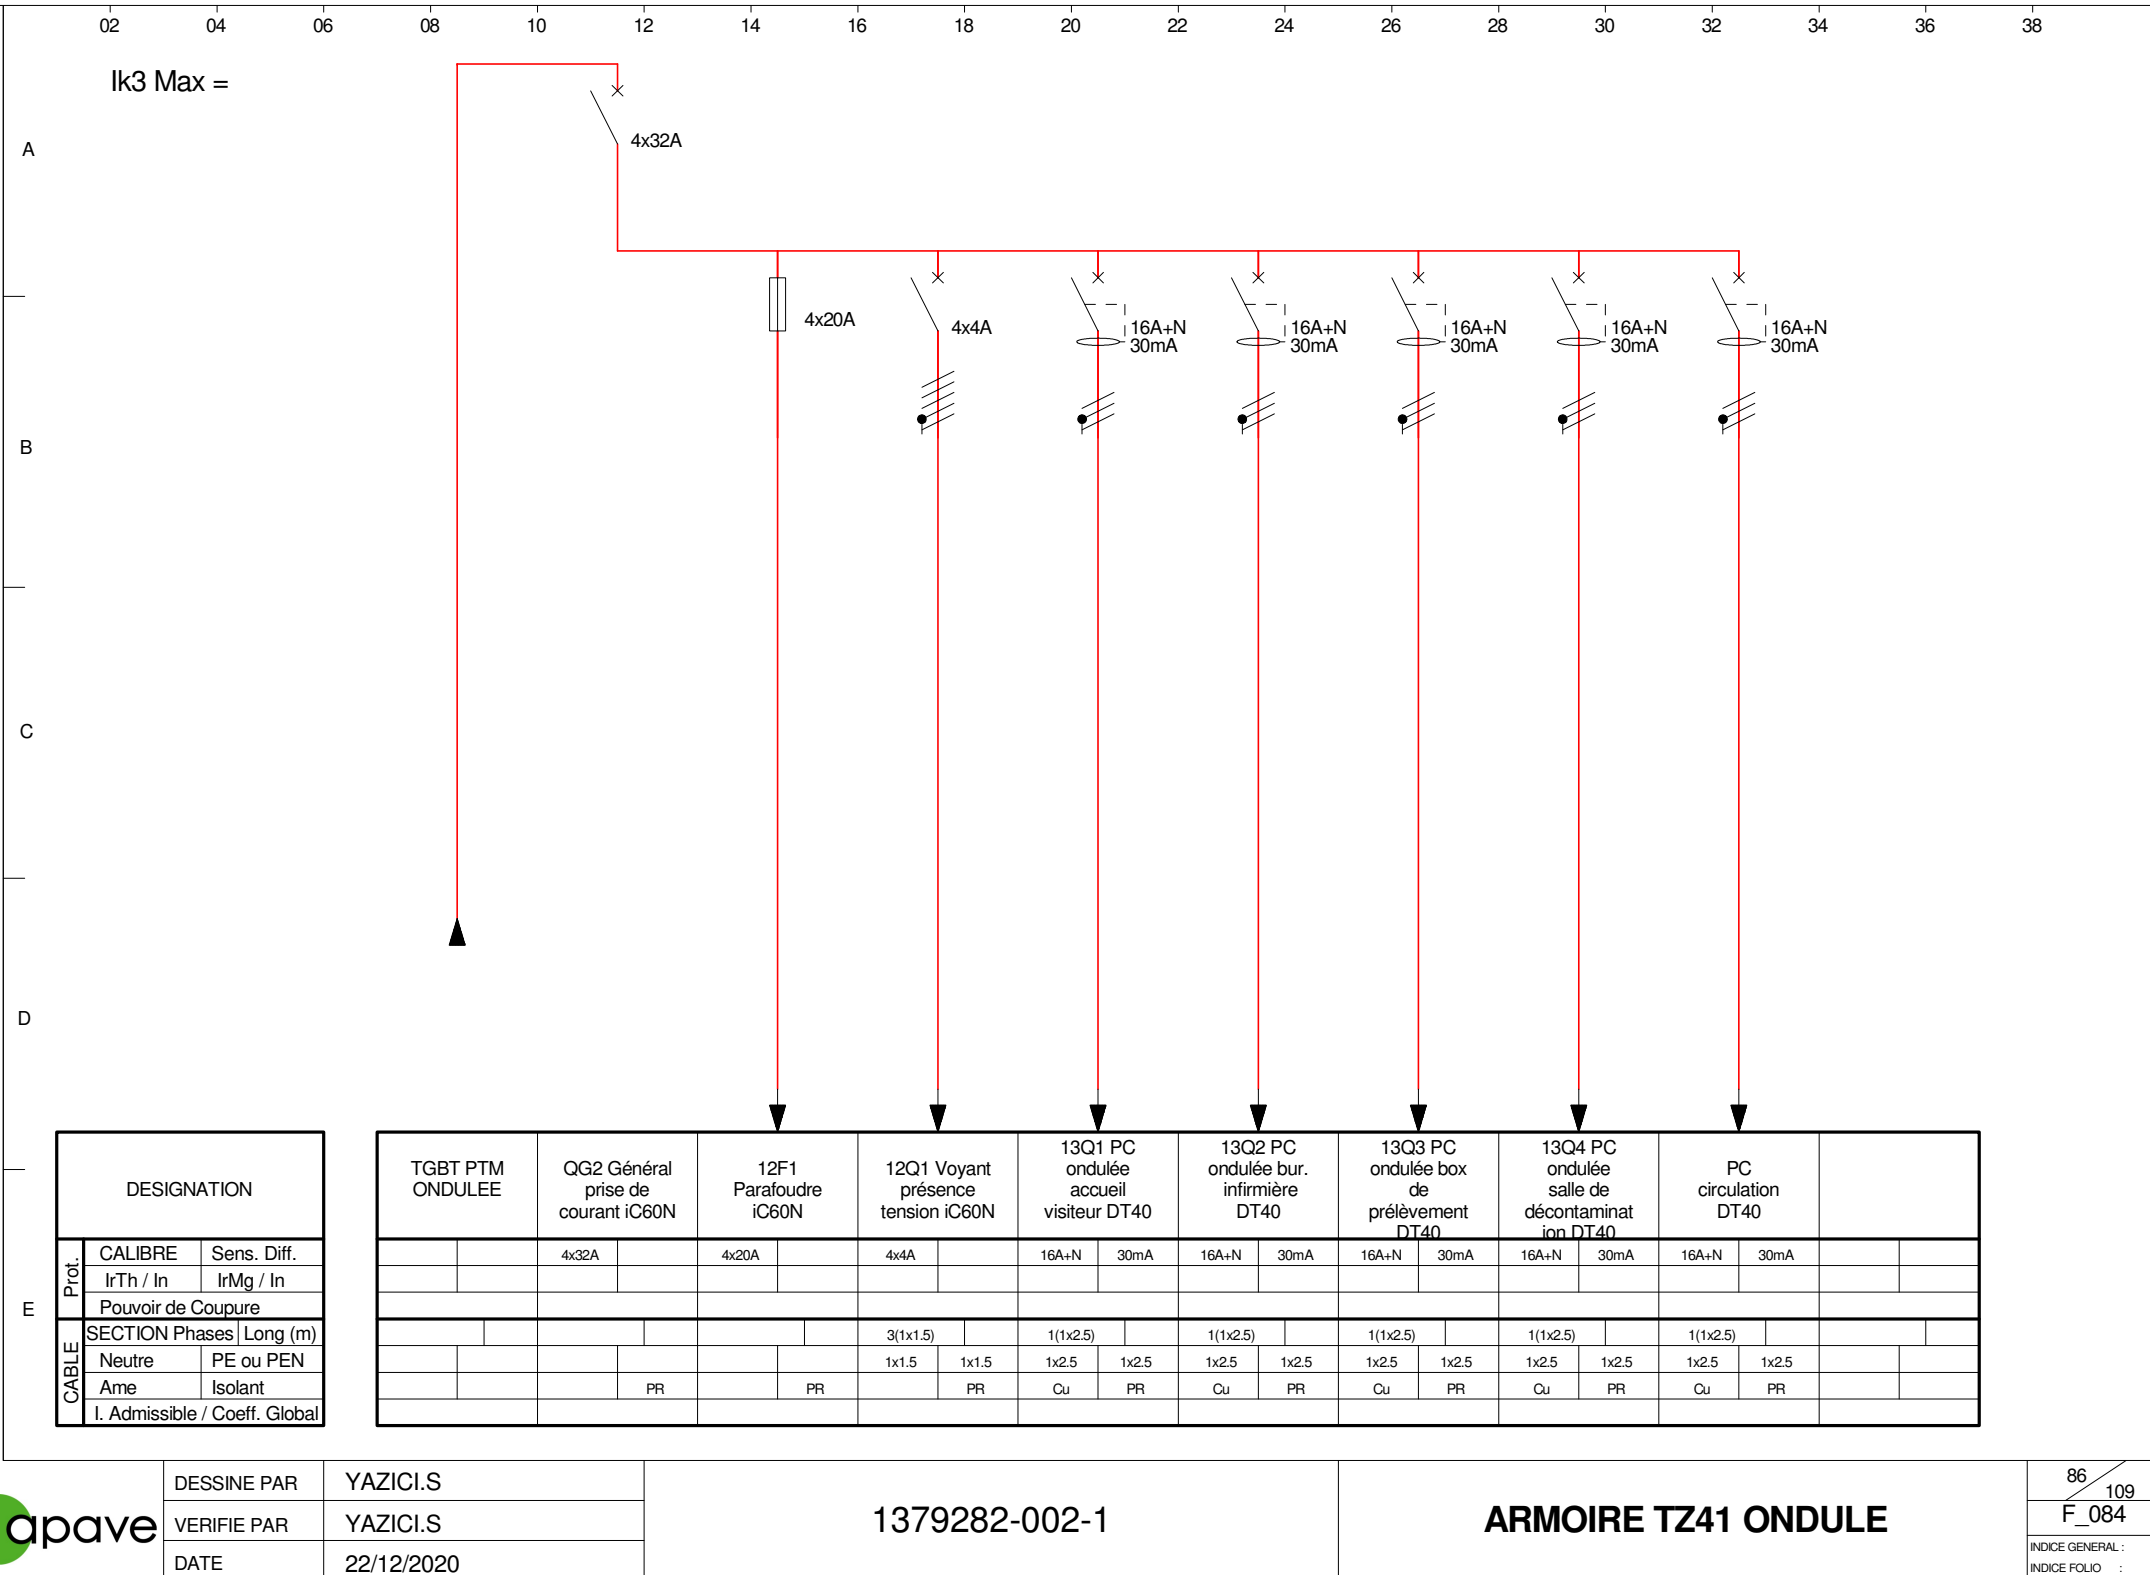 02 04 06 08 10 12 14 16 18 20 22 24 26 28 30 32 34 36 38
Ik3 Max =
A
4x32A
4x20A
4x4A
16A+N
30mA
16A+N
30mA
16A+N
30mA
16A+N
30mA
16A+N
30mA
B
C
D
E
DESIGNATION
TGBT PTM
ONDULEE
QG2 Général
prise de
courant iC60N
12F1
Parafoudre
iC60N
12Q1 Voyant
présence
tension iC60N
13Q1 PC
ondulée
accueil
visiteur DT40
13Q2 PC
ondulée bur.
infirmière
DT40
13Q3 PC
ondulée box
de
prélèvement
DT40
13Q4 PC
ondulée
salle de
décontaminat
ion DT40
PC
circulation
DT40
Prot.
CALIBRE Sens. Diff.
4x32A 4x20A 4x4A 16A+N 30mA 16A+N 30mA 16A+N 30mA 16A+N 30mA 16A+N 30mA
IrTh / In IrMg / In
Pouvoir de Coupure
CABLE
SECTION Phases Long (m)
3(1x1.5) 1(1x2.5) 1(1x2.5) 1(1x2.5) 1(1x2.5) 1(1x2.5)
Neutre PE ou PEN
1x1.5 1x1.5 1x2.5 1x2.5 1x2.5 1x2.5 1x2.5 1x2.5 1x2.5 1x2.5 1x2.5 1x2.5
Ame Isolant
PR PR PR Cu PR Cu PR Cu PR Cu PR Cu PR
I. Admissible / Coeff. Global
apave
DESSINE PAR YAZICI.S
VERIFIE PAR YAZICI.S
DATE 22/12/2020
1379282-002-1
ARMOIRE TZ41 ONDULE
86
109
F_084
INDICE GENERAL :
INDICE FOLIO :